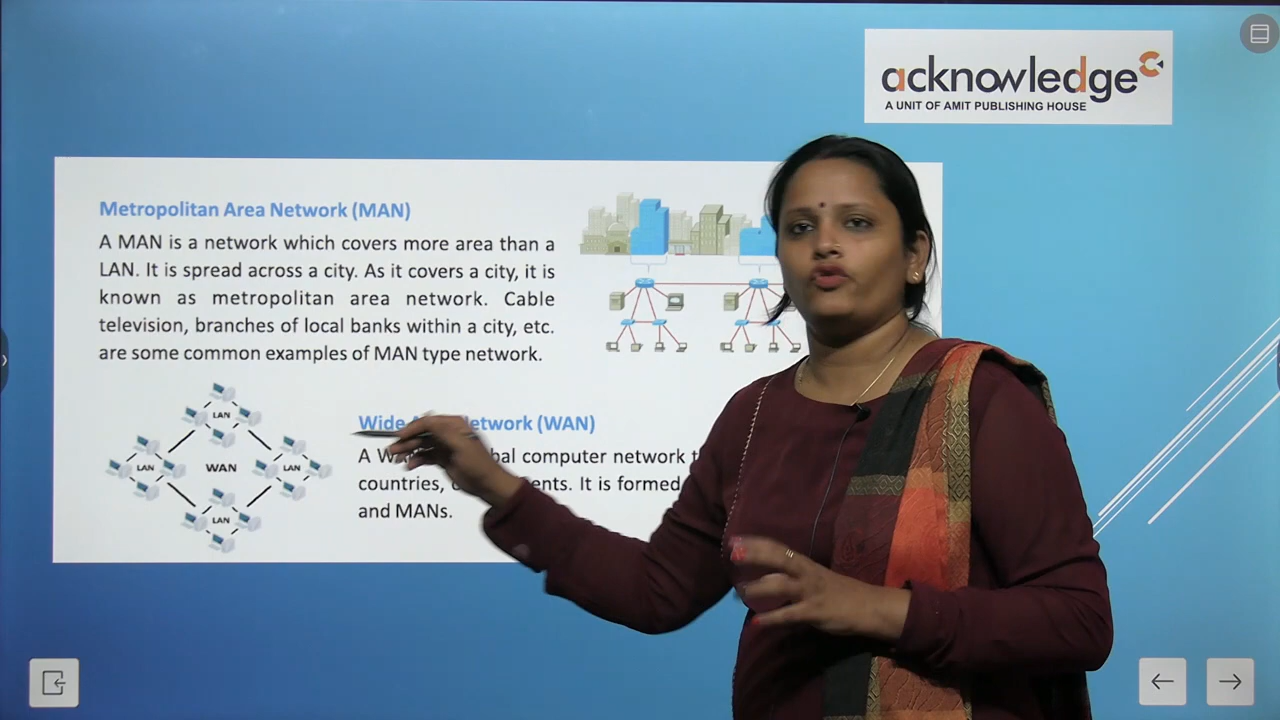 acknowledge
A UNIT OF AMIT PUBLISHING HOUSE
Metropolitan Area Network (MAN)
A MAN is a network which covers more area than a
LAN. It is spread across a city. As it covers a city, it is
known as metropolitan area network. Cable
television, branches of local banks within a city, etc.
are some common examples of MAN type network.
LAN
LAN
WAN
LAN
LAN
Wide Network (WAN)
A computer network
countries, It is formed
and MANs.